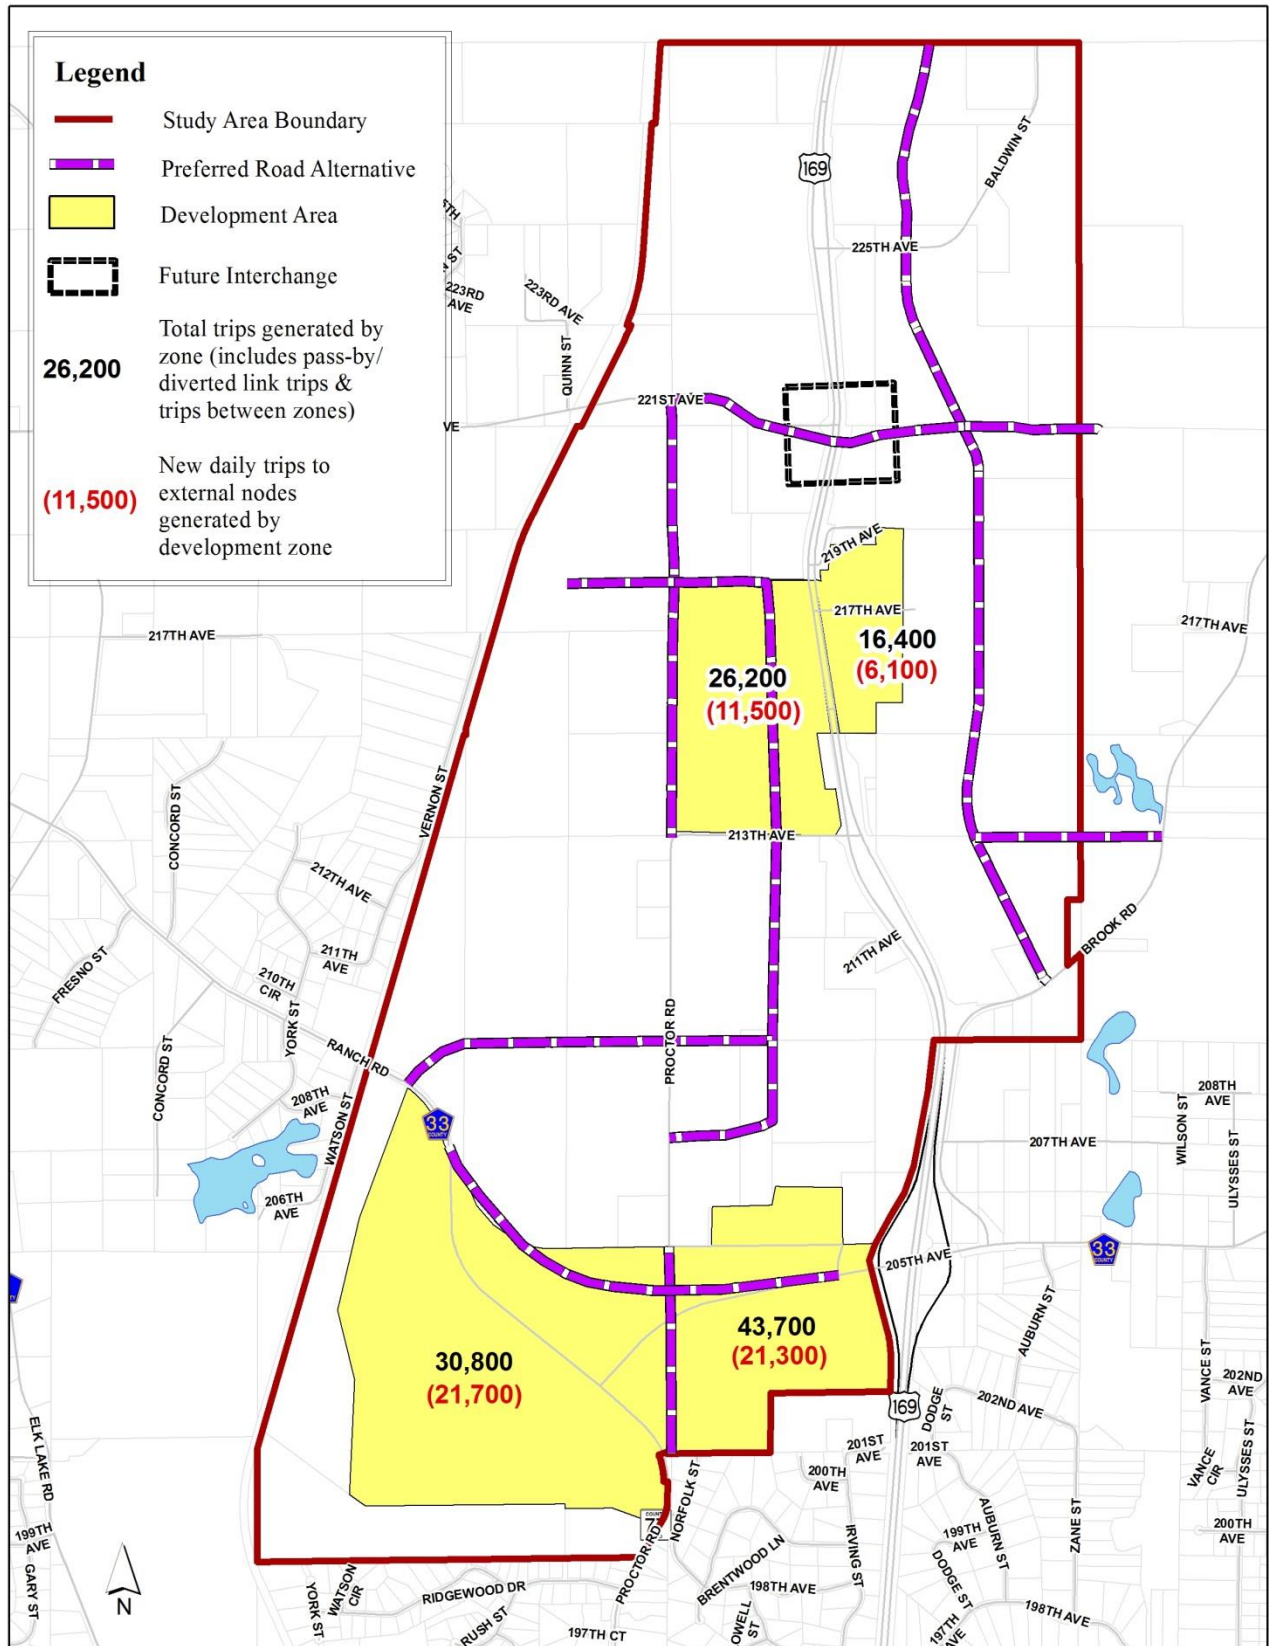 Legend
Study Area Boundary
Preferred Road Alternative
Development Area
Future Interchange
26,200
Total trips generated by
zone (includes pass-by/
diverted link trips &
trips between zones)
(11,500)
New daily trips to
external nodes
generated by
development zone
169
BALDWIN ST
225TH AVE
223RD
AVE
223RD AVE
QUINN ST
221ST AVE
VE
219TH AVE
217TH AVE
16,400
(6,100)
26,200
(11,500)
217TH AVE
217TH AVE
VERNON ST
CONCORD ST
213TH AVE
212TH AVE
211TH
AVE
211TH AVE
BROOK RD
FRESNO ST
210TH
CIR
YORK ST
RANCH RD
PROCTOR RD
CONCORD ST
208TH
AVE
WATSON ST
33
COUNTY
206TH
AVE
207TH AVE
WILSON ST
208TH
AVE
ULYSSES ST
205TH AVE
33
COUNTY
43,700
(21,300)
30,800
(21,700)
AUBURN ST
VANCE ST
202ND
AVE
169
DODGE
ST
202ND AVE
201ST
AVE
201ST
AVE
200TH
AVE
VANCE
CIR
ULYSSES ST
ELK LAKE RD
199TH
AVE
GARY ST
N
NORFOLK ST
PROCTOR RD
BRENTWOOD LN
IRVING ST
AUBURN ST
199TH
AVE
ZANE ST
200TH
AVE
YORK ST
WATSON
CIR
RIDGEWOOD DR
RUSH ST
197TH CT
198TH AVE
DODGE ST
198TH AVE
197TH